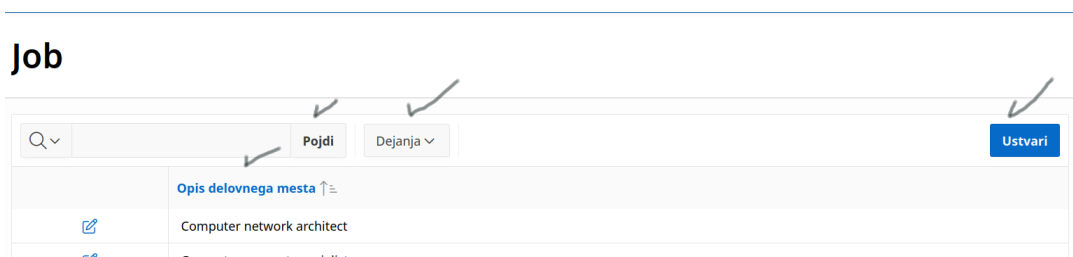 Job
Pojdi Dejanja Ustvari
Opis delovnega mesta
Computer network architect